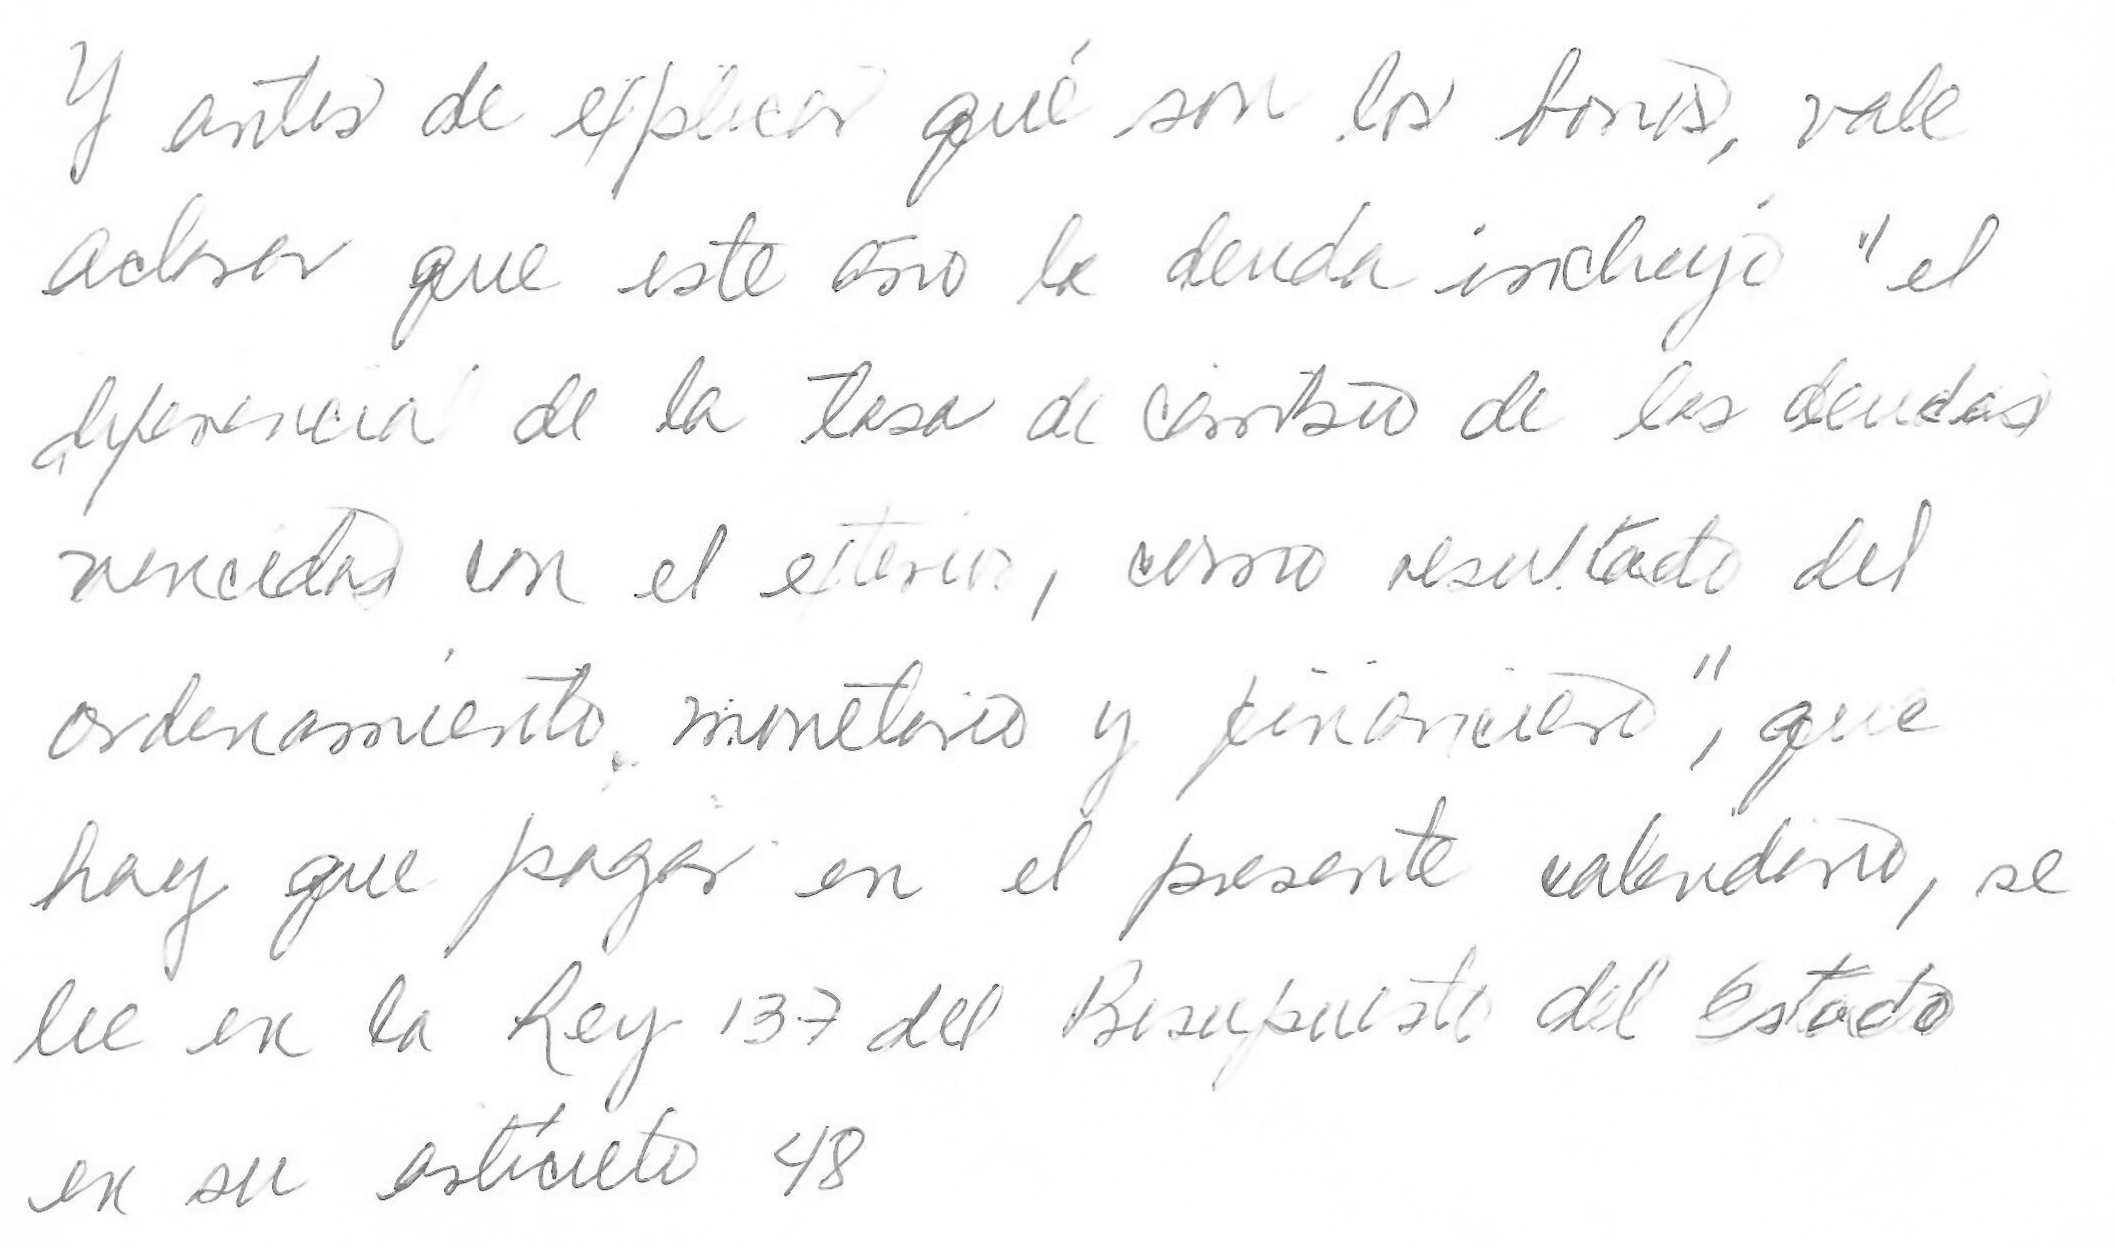 Y antes de explicar qué son los bonos, vale
aclarar que este año la deuda incluyó "el
diferencial de la tasa de cambio de las deudas
vencidas con el exterior, como resultado del
ordenamiento, monetario y financiero", que
hay que pagar en el presente calendario, se
lee en la Ley 137 del Presupuesto del Estado
en su artículo 48